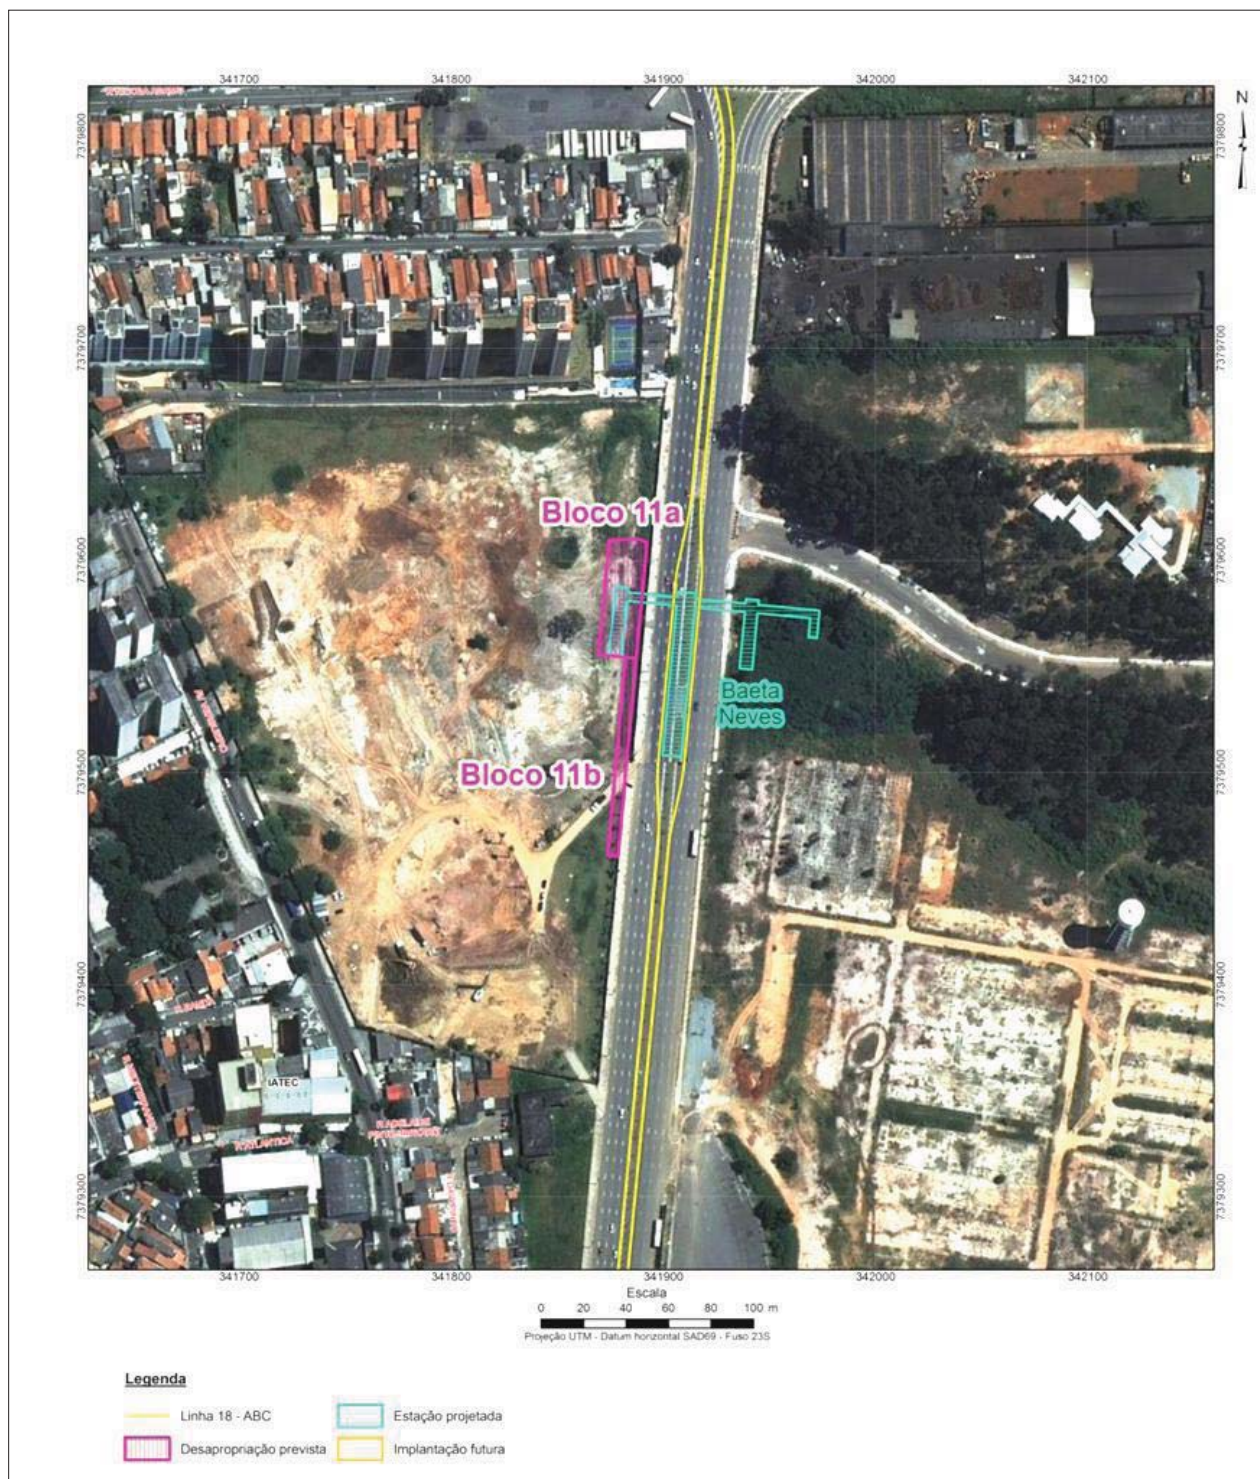 341700
341800
341900
342000
342100
N
7379800
7379800
7379700
7379700
Bloco 11a
7379600
7379600
Baeta
Neves
Bloco 11b
7379500
7379500
7379400
7379400
IATEC
R ATLANTICA
7379300
7379300
341700
341800
341900
342000
342100
Escala
0 20 40 60 80 100 m
Projeção UTM - Datum horizontal SAD69 - Fuso 23S
Legenda
Linha 18 - ABC
Estação projetada
Desapropriação prevista
Implantação futura